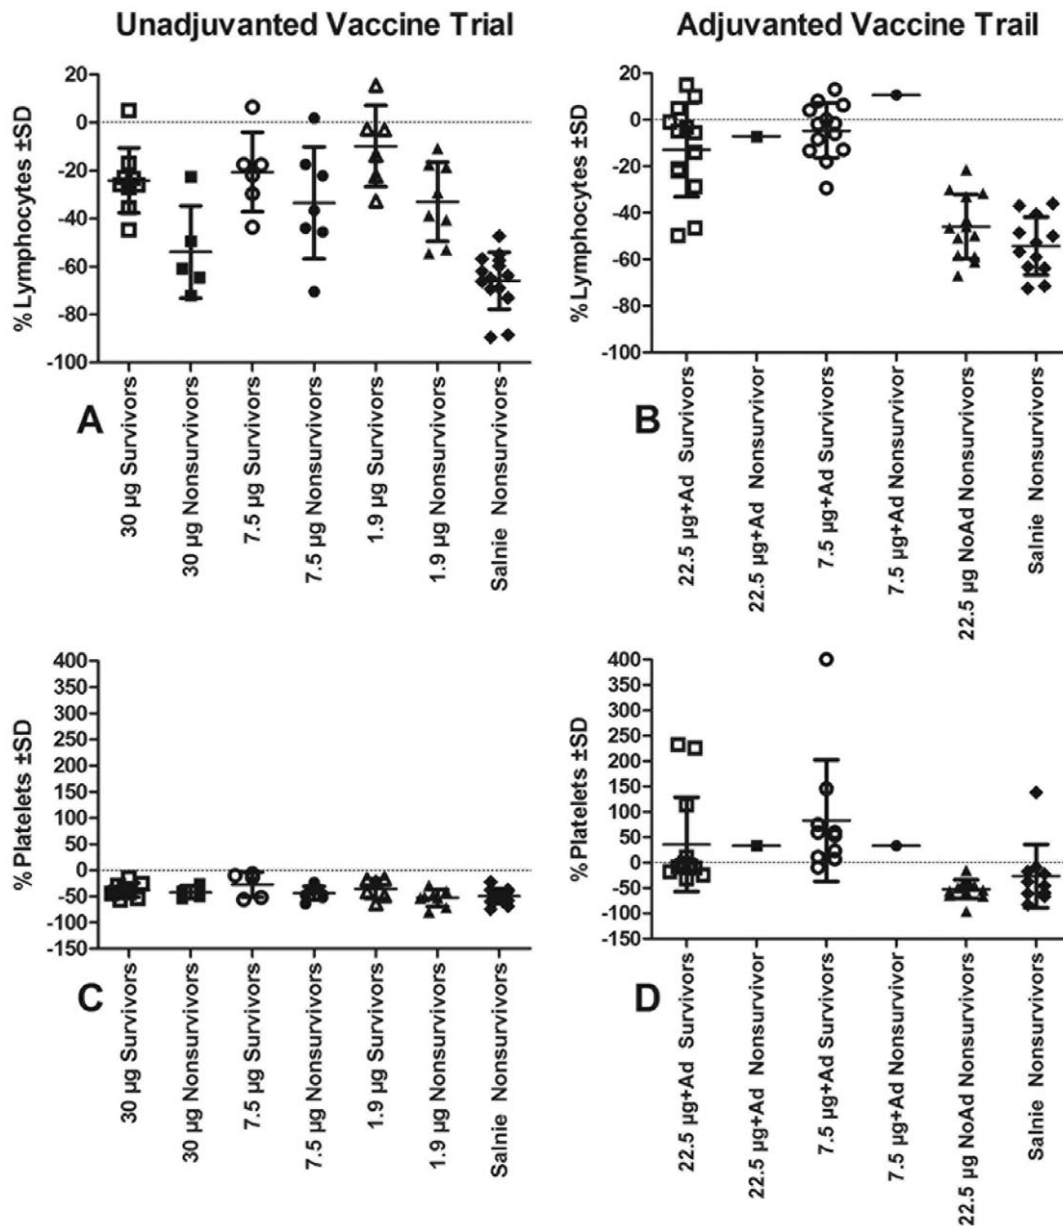 Unadjuvanted Vaccine Trial
Adjuvanted Vaccine Trail
% Lymphocytes ±SD
20
0
-20
-40
-60
-80
-100
A
30 µg Survivors
30 µg Nonsurvivors
7.5 µg Survivors
7.5 µg Nonsurvivors
1.9 µg Survivors
1.9 µg Nonsurvivors
Salnie Nonsurvivors
% Lymphocytes ±SD
20
0
-20
-40
-60
-80
-100
B
22.5 µg+Ad Survivors
22.5 µg+Ad Nonsurvivor
7.5 µg+Ad Survivors
7.5 µg+Ad Nonsurvivor
22.5 µg NoAd Nonsurvivors
Salnie Nonsurvivors
% Platelets ±SD
400
350
300
250
200
150
100
50
0
-50
-100
-150
C
30 µg Survivors
30 µg Nonsurvivors
7.5 µg Survivors
7.5 µg Nonsurvivors
1.9 µg Survivors
1.9 µg Nonsurvivors
Salnie Nonsurvivors
% Platelets ±SD
400
350
300
250
200
150
100
50
0
-50
-100
-150
D
22.5 µg+Ad Survivors
22.5 µg+Ad Nonsurvivor
7.5 µg+Ad Survivors
7.5 µg+Ad Nonsurvivor
22.5 µg NoAd Nonsurvivors
Salnie Nonsurvivors